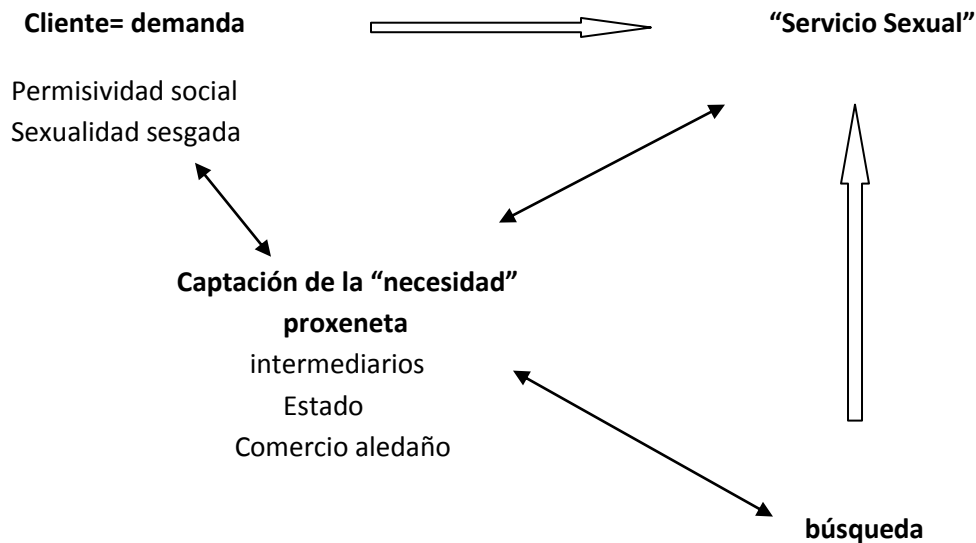 Cliente= demanda
“Servicio Sexual”
Permisividad social
Sexualidad sesgada
Captación de la “necesidad”
proxeneta
intermediarios
Estado
Comercio aledaño
búsqueda